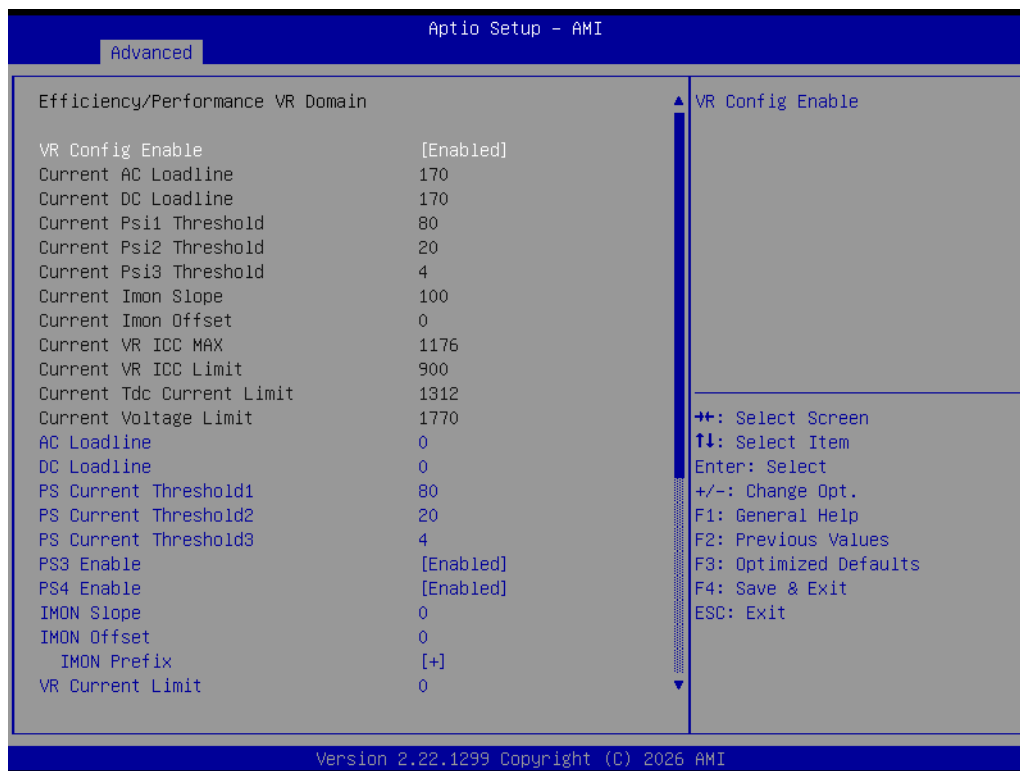 Aptio Setup – AMI
Advanced
Efficiency/Performance VR Domain
VR Config Enable [Enabled]
Current AC Loadline 170
Current DC Loadline 170
Current Psi1 Threshold 80
Current Psi2 Threshold 20
Current Psi3 Threshold 4
Current Imon Slope 100
Current Imon Offset 0
Current VR ICC MAX 1176
Current VR ICC Limit 900
Current Tdc Current Limit 1312
Current Voltage Limit 1770
AC Loadline 0
DC Loadline 0
PS Current Threshold1 80
PS Current Threshold2 20
PS Current Threshold3 4
PS3 Enable [Enabled]
PS4 Enable [Enabled]
IMON Slope 0
IMON Offset 0
IMON Prefix [+]
VR Current Limit 0
VR Config Enable
→←: Select Screen
↑↓: Select Item
Enter: Select
+/-: Change Opt.
F1: General Help
F2: Previous Values
F3: Optimized Defaults
F4: Save & Exit
ESC: Exit
Version 2.22.1299 Copyright (C) 2026 AMI